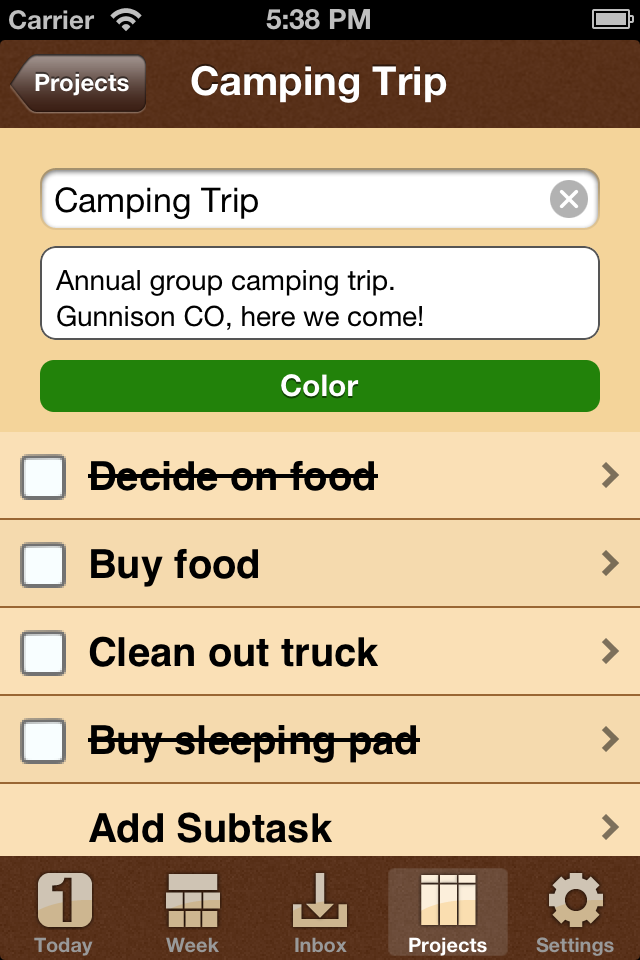 Carrier 5:38 PM
Projects Camping Trip
Camping Trip
Annual group camping trip.
Gunnison CO, here we come!
Color
Decide on food
Buy food
Clean out truck
Buy sleeping pad
Add Subtask
1
Today Week Inbox Projects Settings